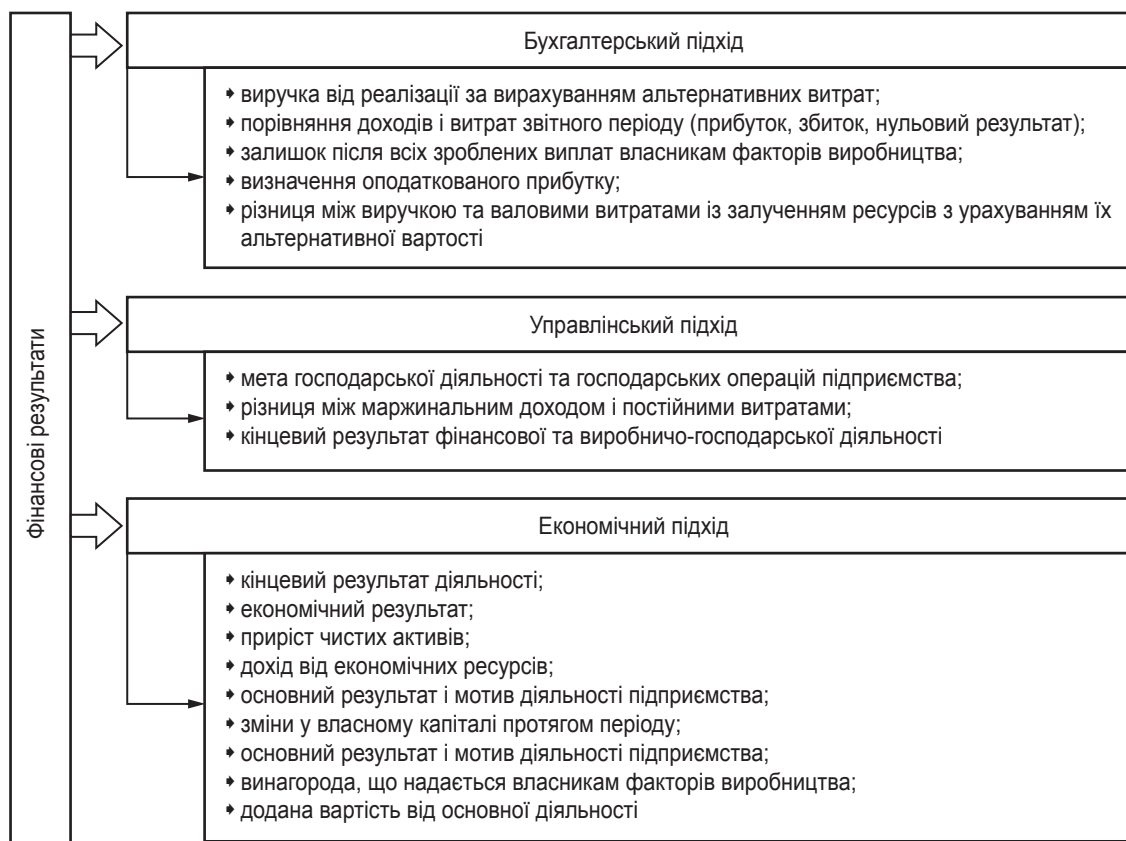 Фінансові результати
Бухгалтерський підхід
➧ виручка від реалізації за вирахуванням альтернативних витрат;
➧ порівняння доходів і витрат звітного періоду (прибуток, збиток, нульовий результат);
➧ залишок після всіх зроблених виплат власникам факторів виробництва;
➧ визначення оподаткованого прибутку;
➧ різниця між виручкою та валовими витратами із залученням ресурсів з урахуванням їх
альтернативної вартості
Управлінський підхід
➧ мета господарської діяльності та господарських операцій підприємства;
➧ різниця між маржинальним доходом і постійними витратами;
➧ кінцевий результат фінансової та виробничо-господарської діяльності
Економічний підхід
➧ кінцевий результат діяльності;
➧ економічний результат;
➧ приріст чистих активів;
➧ дохід від економічних ресурсів;
➧ основний результат і мотив діяльності підприємства;
➧ зміни у власному капіталі протягом періоду;
➧ основний результат і мотив діяльності підприємства;
➧ винагорода, що надається власникам факторів виробництва;
➧ додана вартість від основної діяльності